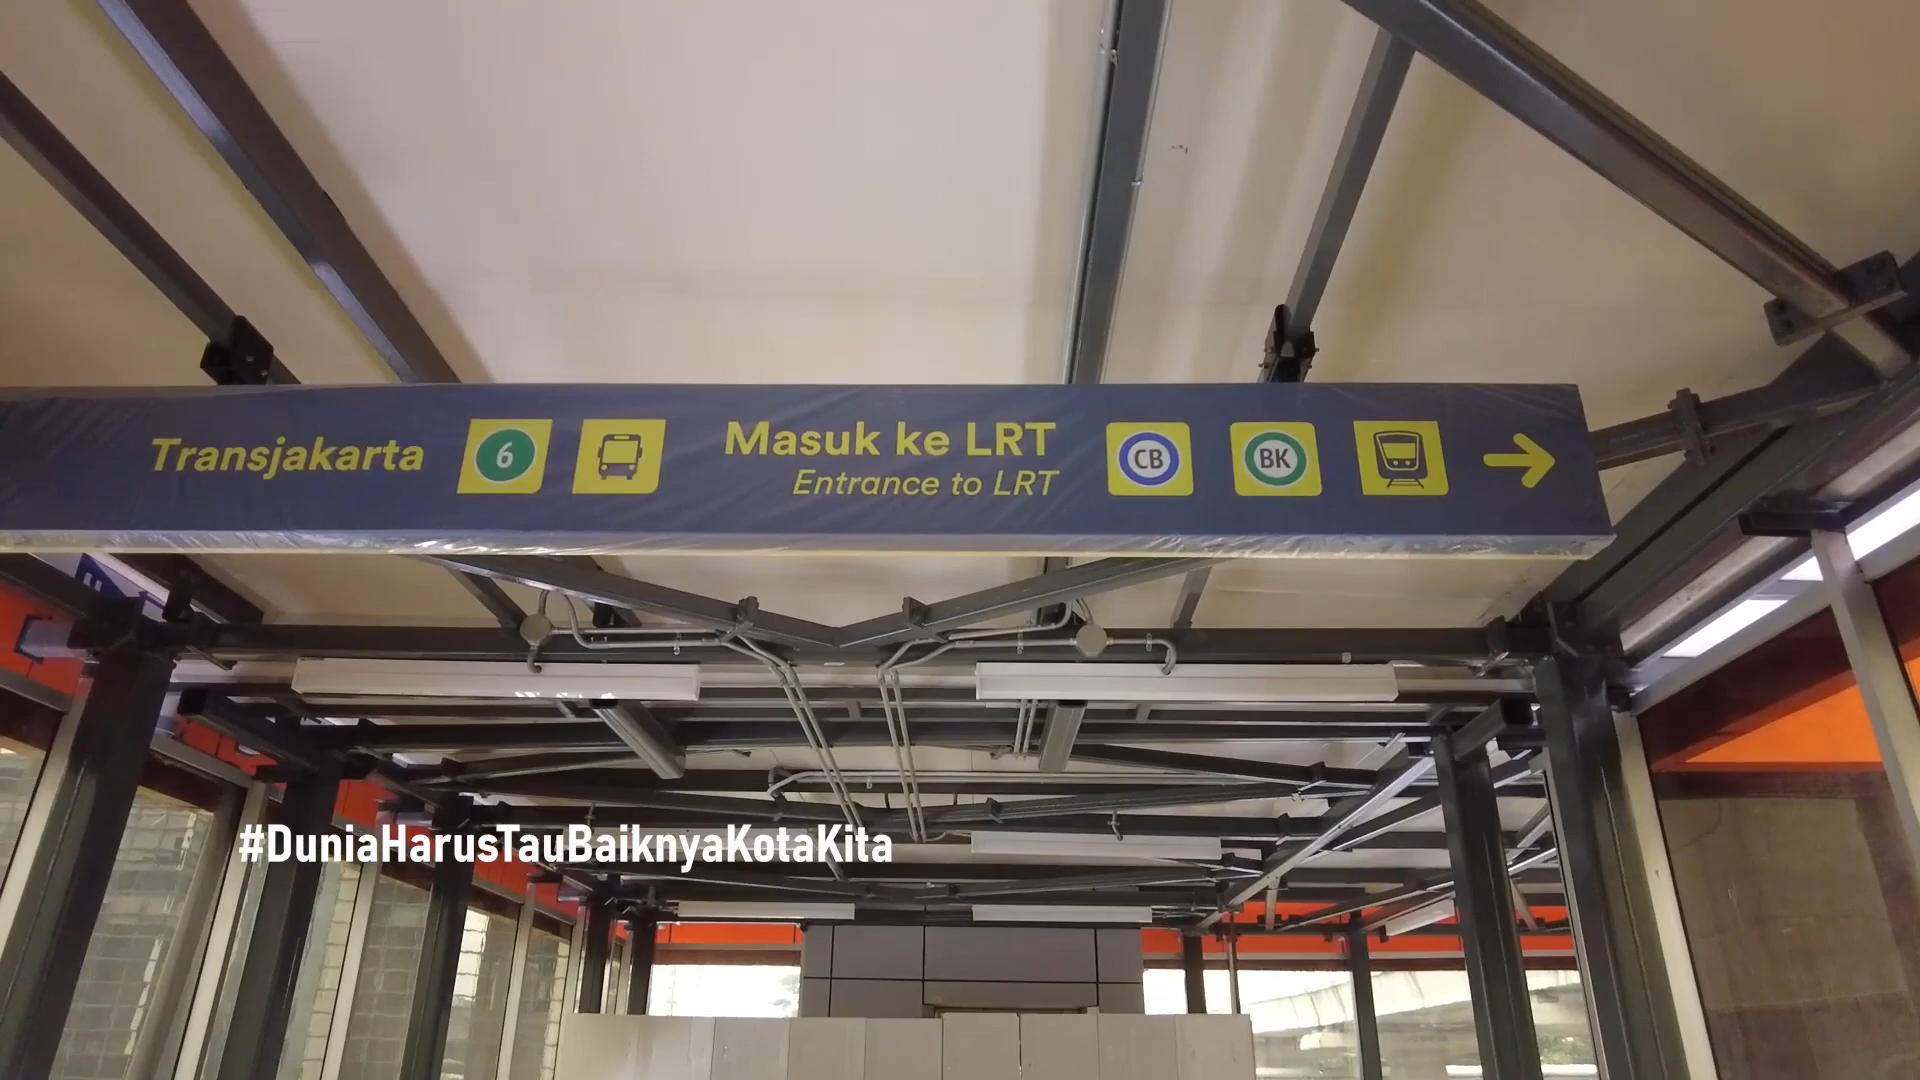 Transjakarta 6
Masuk ke LRT
Entrance to LRT
CB BK
#DuniaHarusTauBaiknyaKotaKita